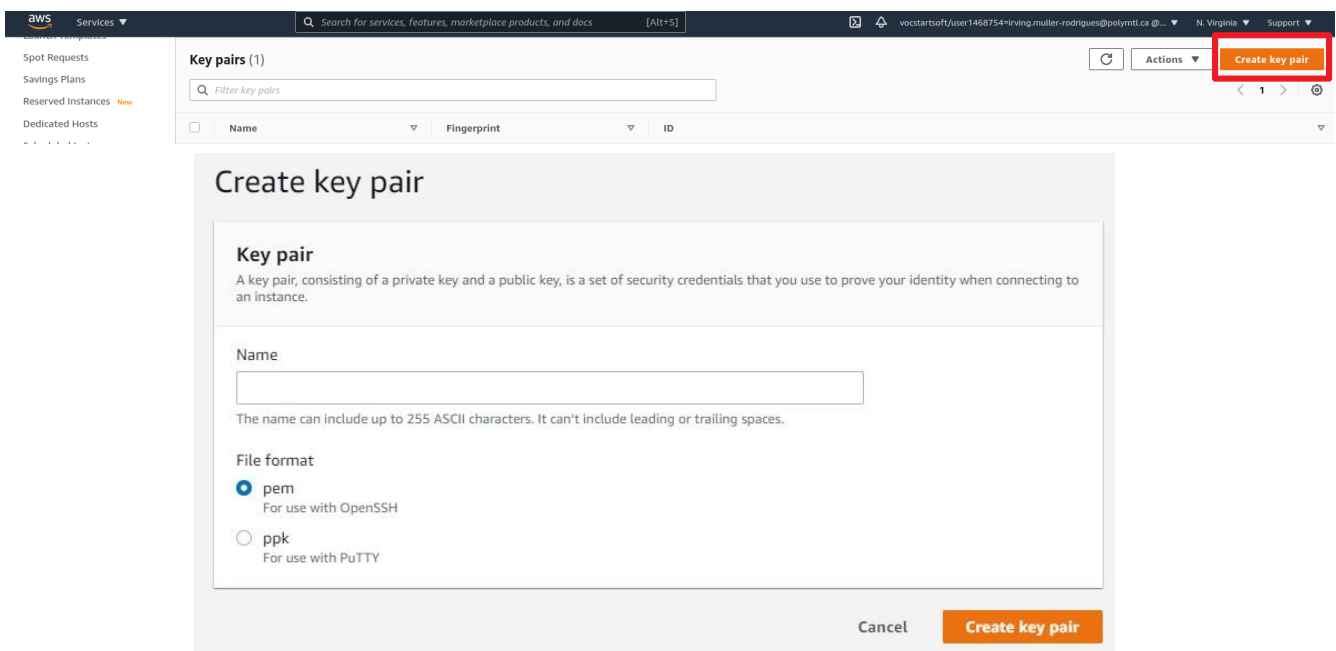 aws Services ▼ Search for services, features, marketplace products, and docs [Alt+S] vocstartsoft/user1468754=irving.muller-rodrigues@polymtl.ca @... ▼ N. Virginia ▼ Support ▼
Launch Templates
Spot Requests
Savings Plans
Reserved Instances New
Dedicated Hosts
Key pairs (1)
Actions ▼
Create key pair
Filter key pairs
< 1 >
Name Fingerprint ID
Create key pair
Key pair
A key pair, consisting of a private key and a public key, is a set of security credentials that you use to prove your identity when connecting to
an instance.
Name
The name can include up to 255 ASCII characters. It can't include leading or trailing spaces.
File format
pem
For use with OpenSSH
ppk
For use with PuTTY
Cancel Create key pair